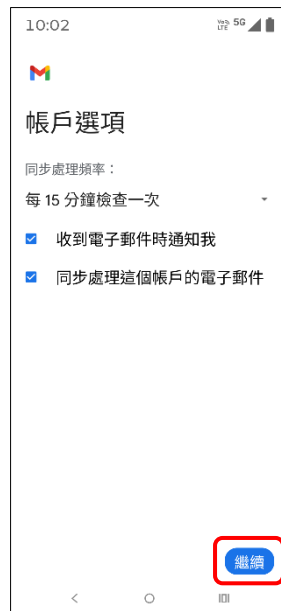 10:02 Vo) LTE 5G
帳戶選項
同步處理頻率：
每 15 分鐘檢查一次
收到電子郵件時通知我
同步處理這個帳戶的電子郵件
繼續